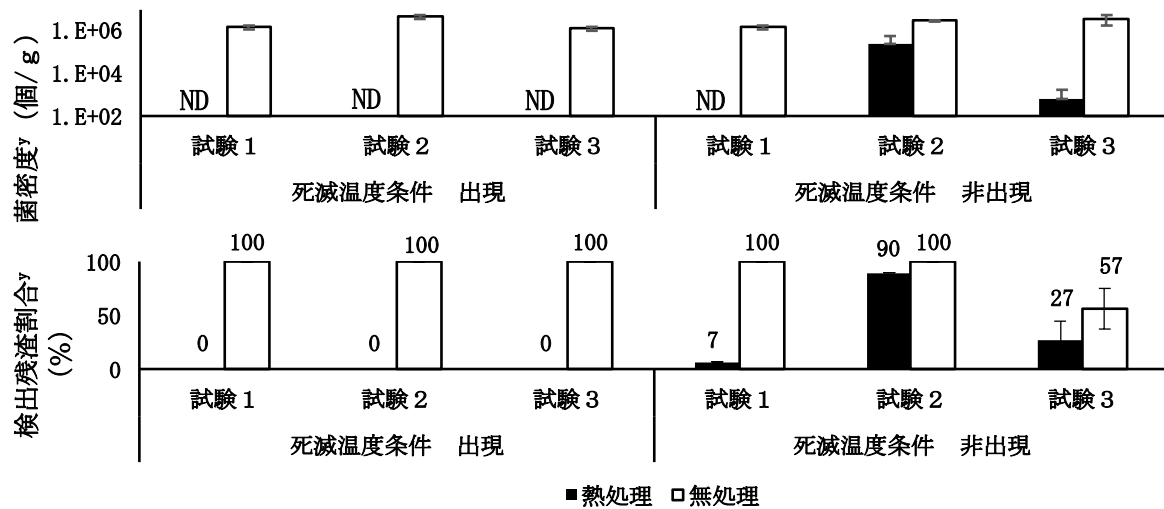 菌密度ʸ (個/ｇ)
1.E+06
1.E+04
1.E+02
ND ND ND ND
試験１ 試験２ 試験３ 試験１ 試験２ 試験３
死滅温度条件　出現 死滅温度条件　非出現
検出残渣割合ʸ
(%)
100 100 100 100 90 100 27 57
100
50
0
0 0 0 7
試験１ 試験２ 試験３ 試験１ 試験２ 試験３
死滅温度条件　出現 死滅温度条件　非出現
■熱処理 □無処理